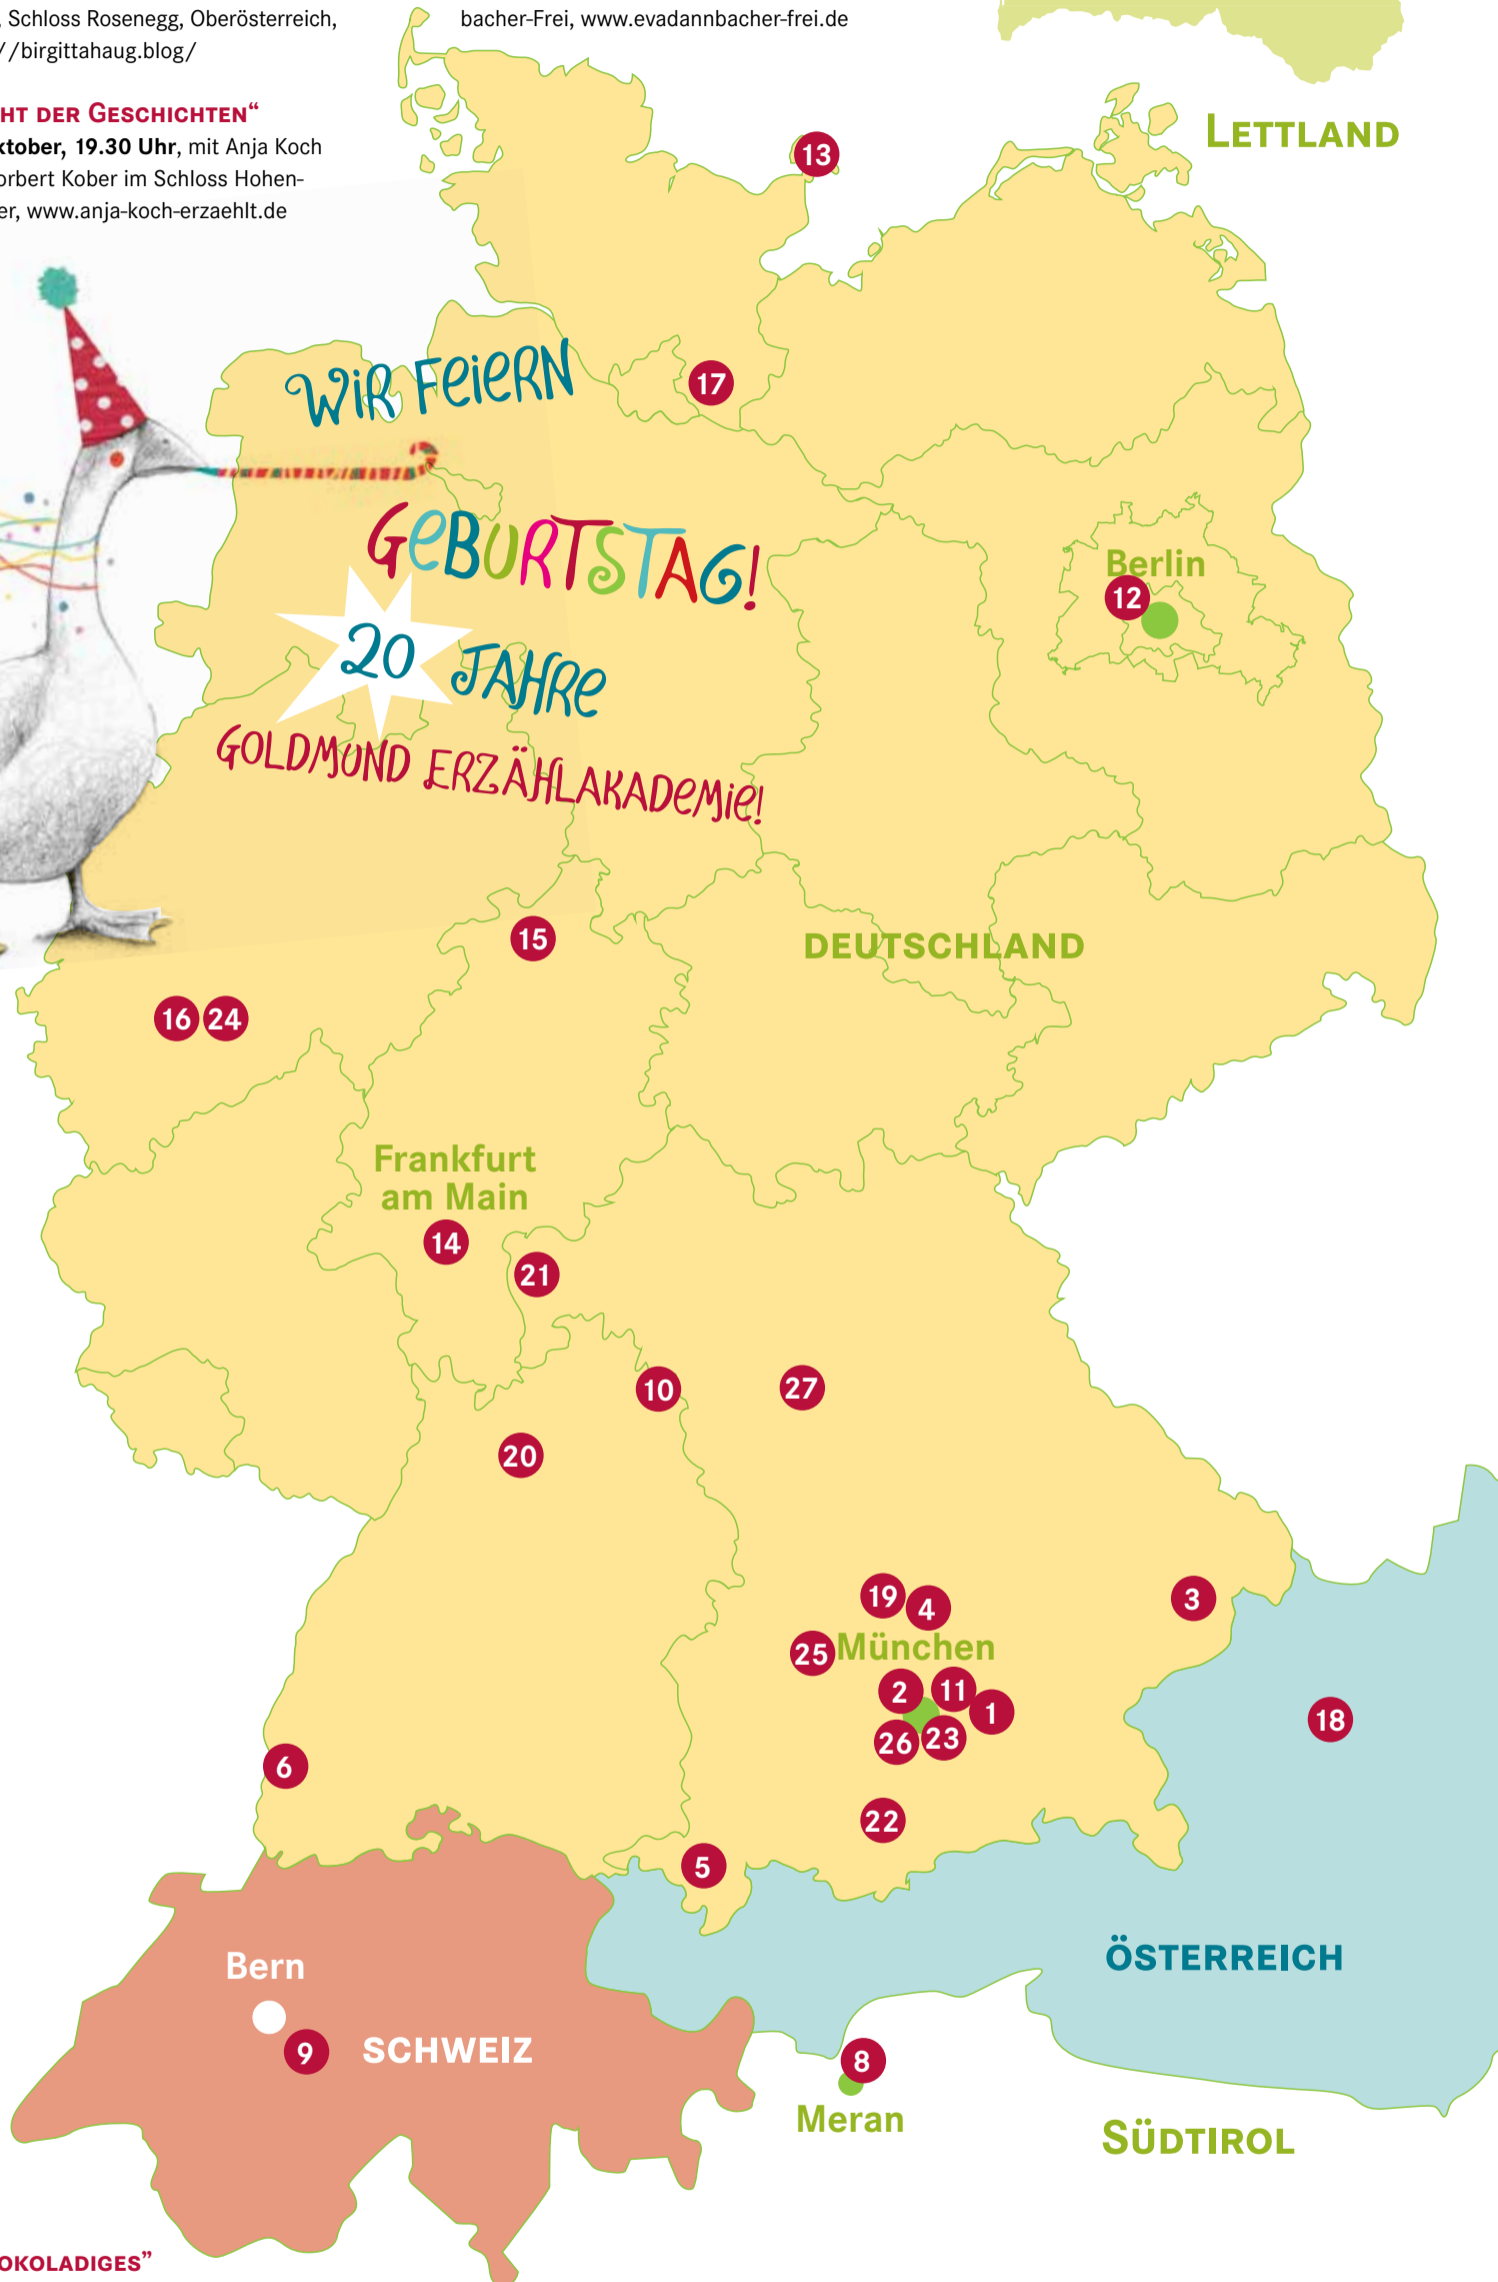 , Schloss Rosenegg, Oberösterreich,
//birgittahaug.blog/
HT DER GESCHICHTEN“
ktober, 19.30 Uhr, mit Anja Koch
orbert Kober im Schloss Hohen-
er, www.anja-koch-erzaehlt.de
bacher-Frei, www.evadannbacher-frei.de
LETTLAND
13
WIR FEIERN
17
GEBURTSTAG!
Berlin
12
20 JAHRE
GOLDMUND ERZÄHLAKADEMIE!
15
DEUTSCHLAND
16 24
Frankfurt
am Main
14
21
10
27
20
19
4
3
25
München
2
11
1
18
26
23
6
22
5
Bern
ÖSTERREICH
9
SCHWEIZ
8
Meran
SÜDTIROL
OKOLADIGES”